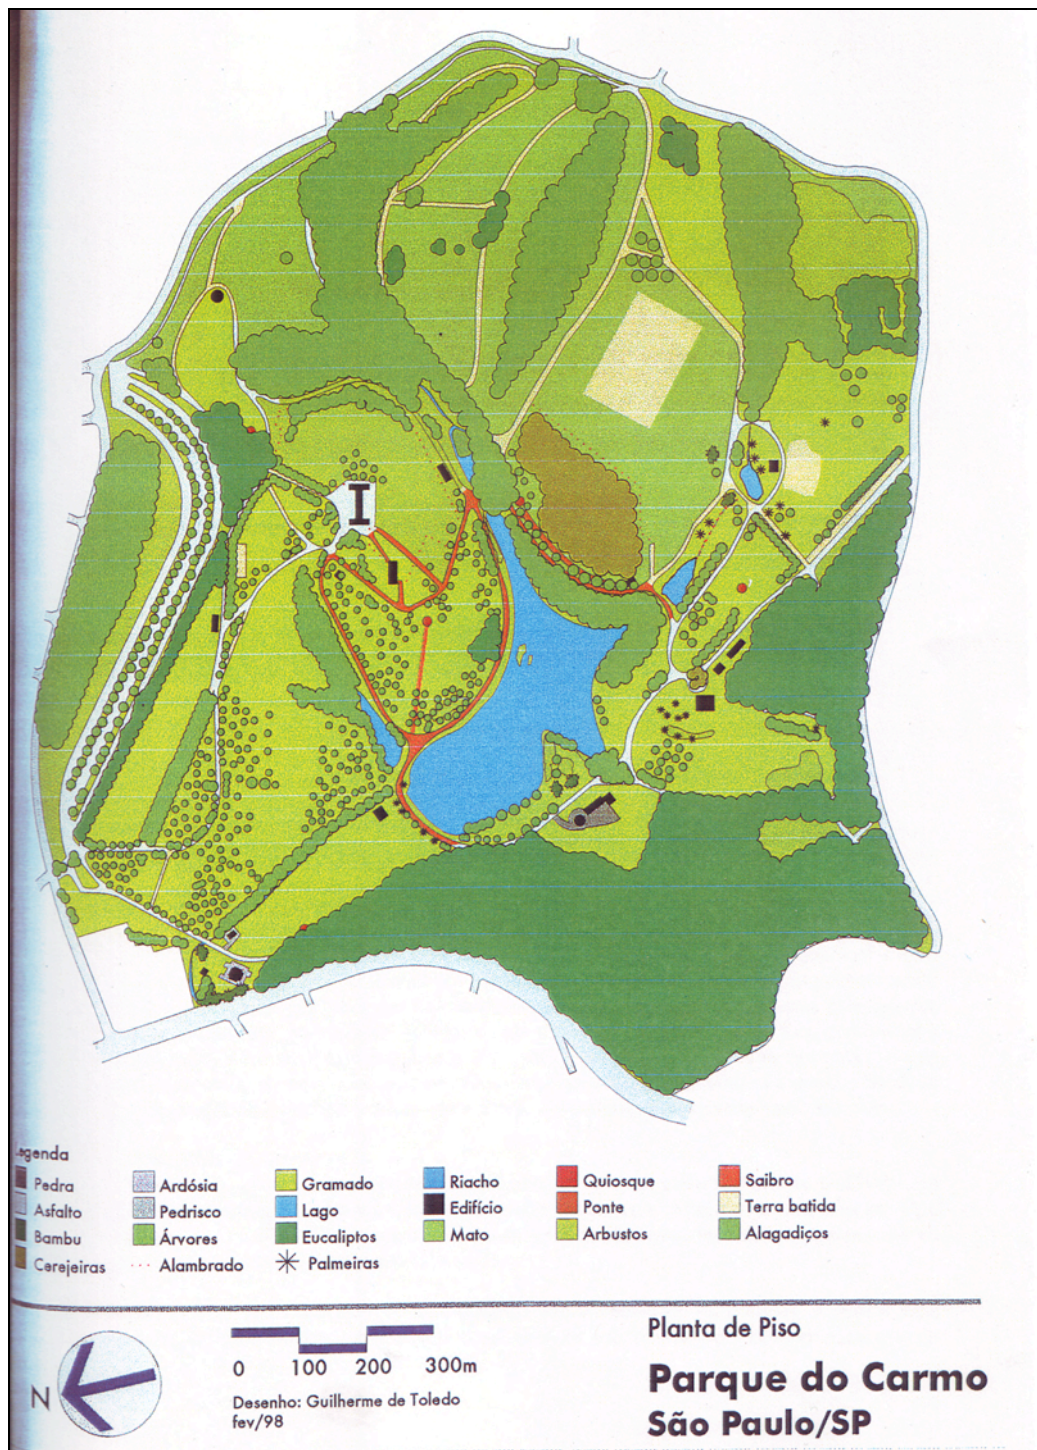 I
Legenda
Pedra
Asfalto
Bambu
Cerejeiras
Ardósia
Pedrisco
Árvores
Alambrado
Gramado
Lago
Eucaliptos
Palmeiras
Riacho
Edifício
Mato
Quiosque
Ponte
Arbustos
Saibro
Terra batida
Alagadiços
N
0 100 200 300m
Desenho: Guilherme de Toledo
fev/98
Planta de Piso
Parque do Carmo
São Paulo/SP